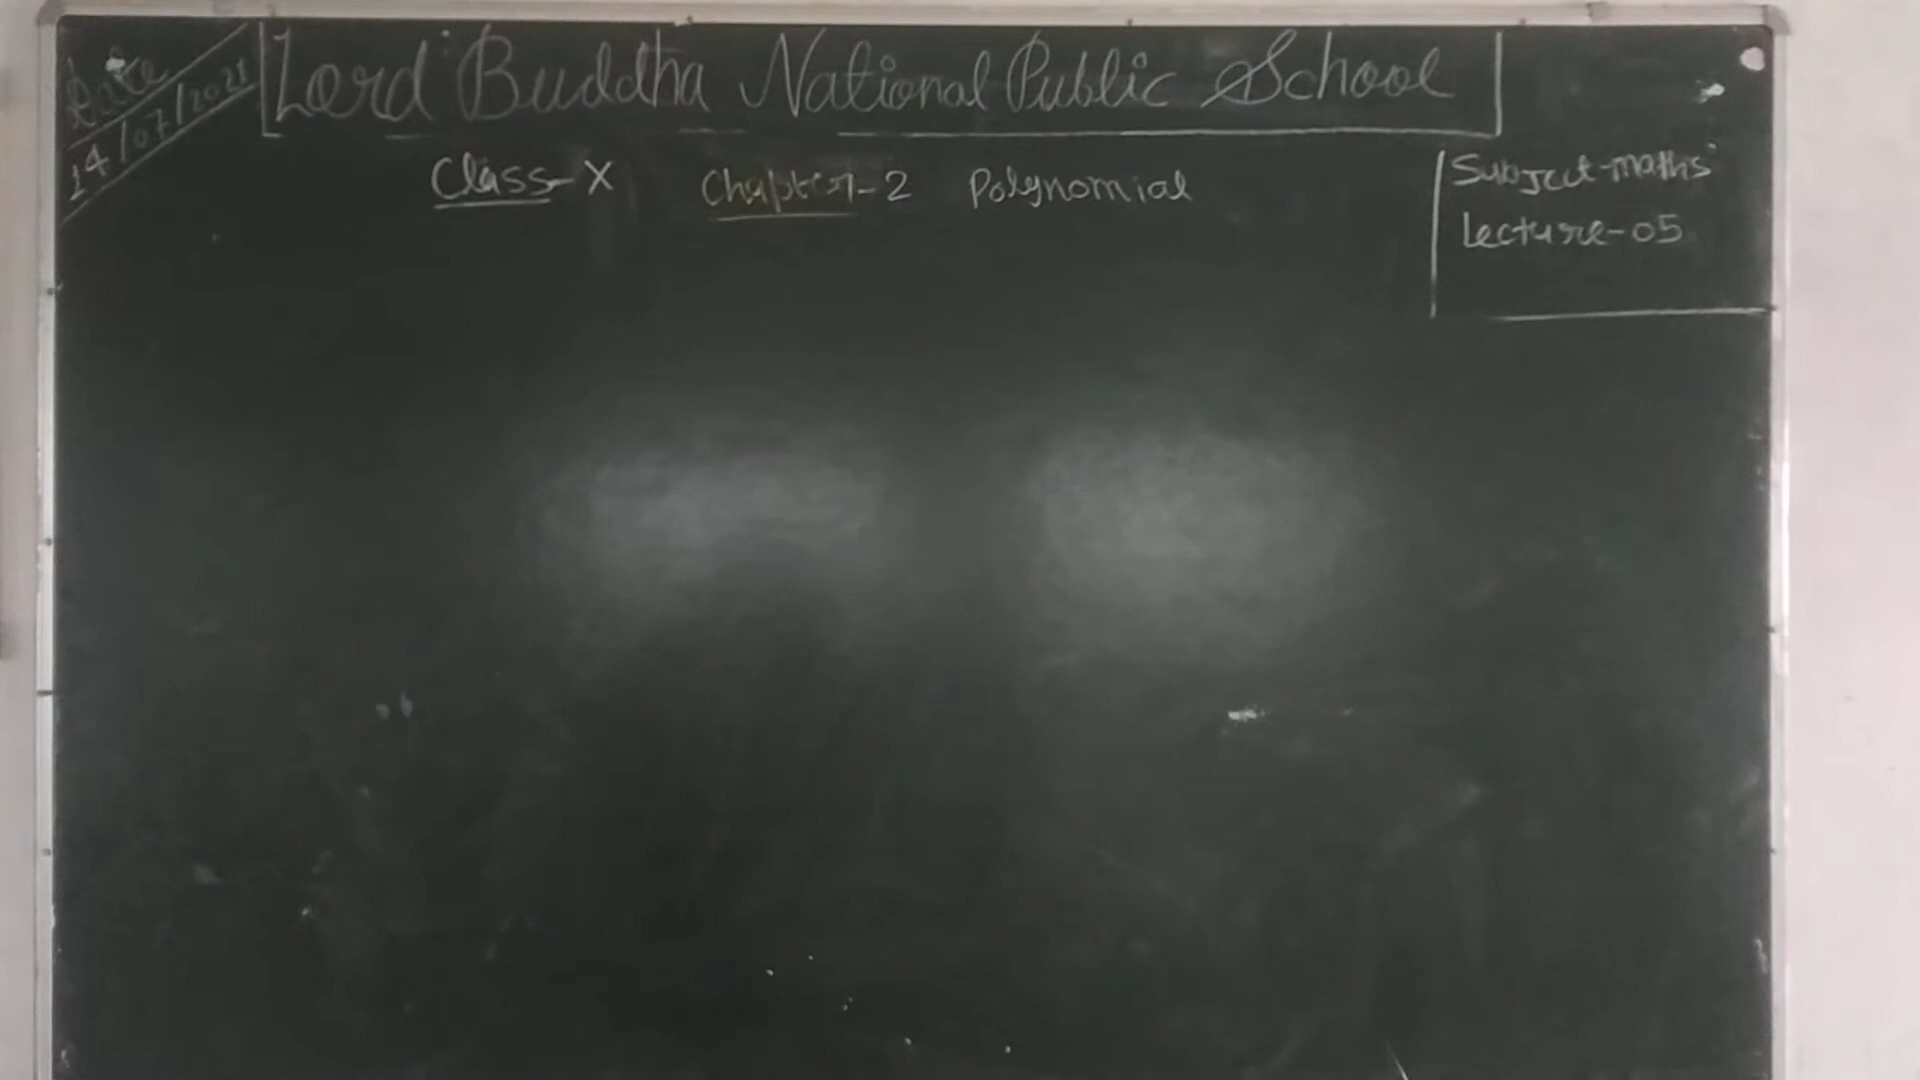 Date
14/07/2021
Lord Buddha National Public School
Class-X Chapter-2 Polynomial
Subject-maths
Lecture-05